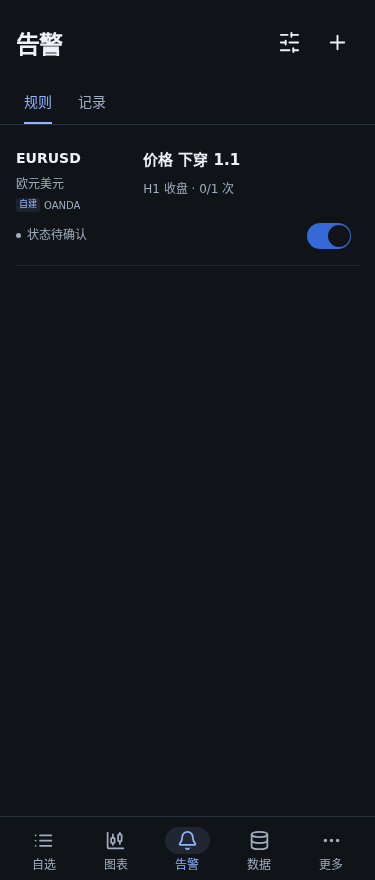 告警
规则 记录
EURUSD 价格 下穿 1.1
欧元美元 H1 收盘 · 0/1 次
自建 OANDA
状态待确认
自选 图表 告警 数据 更多